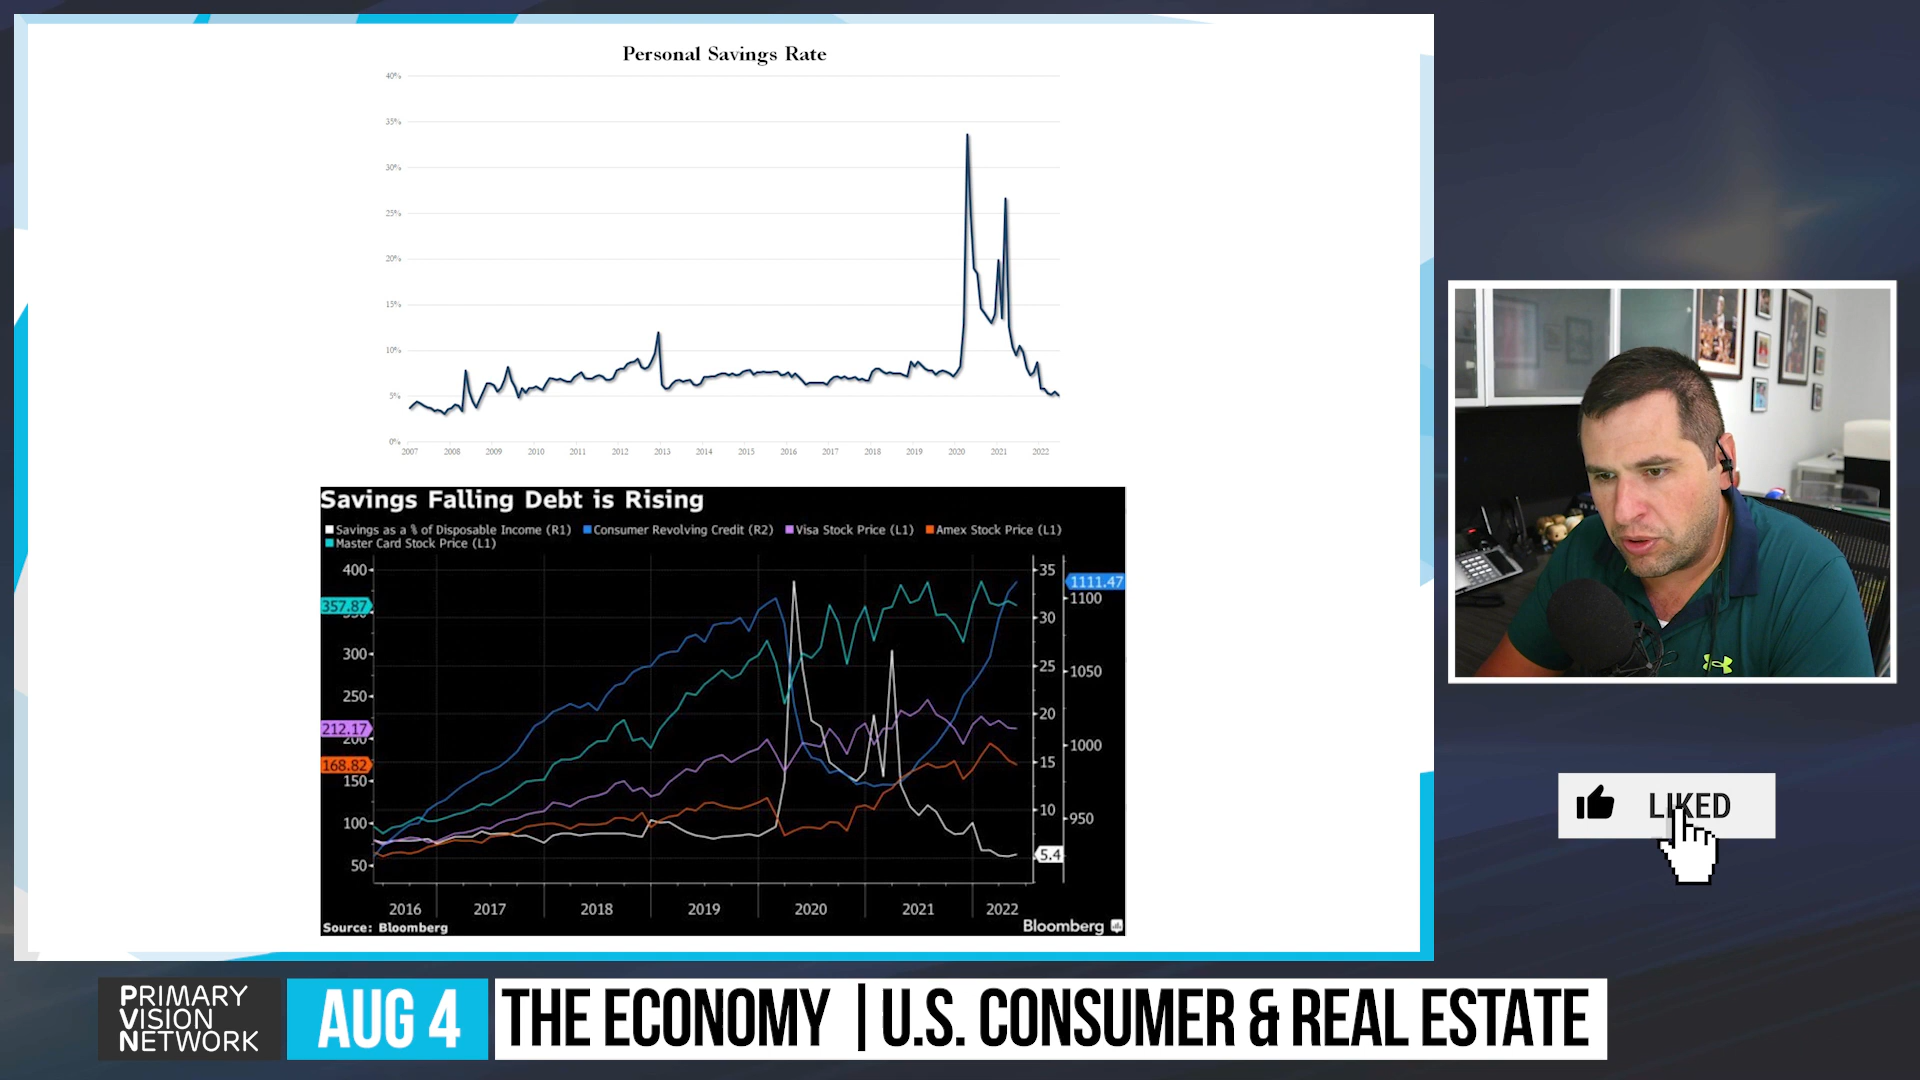 Personal Savings Rate
40%
35%
30%
25%
20%
15%
10%
5%
0%
2007 2008 2009 2010 2011 2012 2013 2014 2015 2016 2017 2018 2019 2020 2021 2022
Savings Falling Debt is Rising
Savings as a % of Disposable Income (R1) Consumer Revolving Credit (R2) Visa Stock Price (L1) Amex Stock Price (L1)
Master Card Stock Price (L1)
400 35 1111.47
357.87 1100
350 30
300 25 1050
250
212.17 20
200 1000
168.82 15
150
100 10 950
50 5.4
2016 2017 2018 2019 2020 2021 2022
Source: Bloomberg Bloomberg
LIKED
PRIMARY
VISION
NETWORK
AUG 4
THE ECONOMY | U.S. CONSUMER & REAL ESTATE